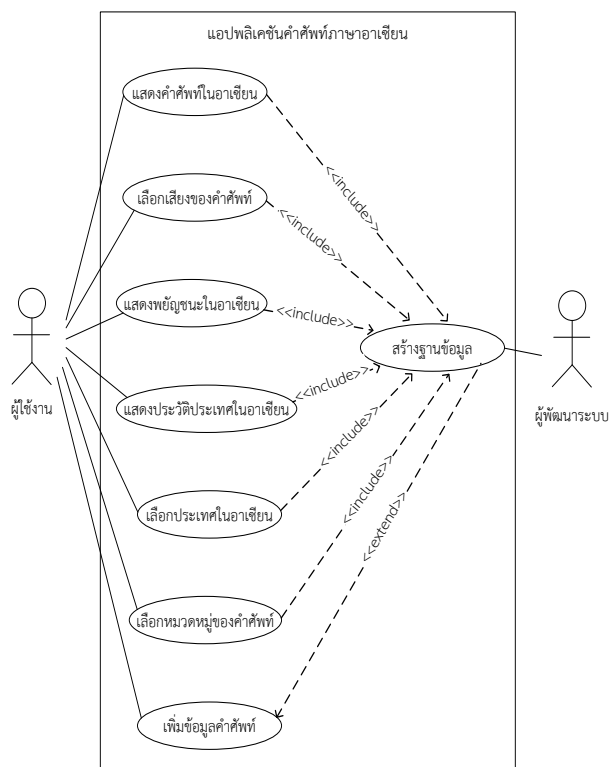 แอปพลิเคชันคำศัพท์ภาษาอาเซียน
แสดงคำศัพท์ในอาเซียน
<<include>>
เลือกเสียงของคำศัพท์
<<include>>
แสดงพยัญชนะในอาเซียน
<<include>>
สร้างฐานข้อมูล
ผู้ใช้งาน
ผู้พัฒนาระบบ
แสดงประวัติประเทศในอาเซียน
<<include>>
<<include>>
เลือกประเทศในอาเซียน
<<include>>
<<extend>>
เลือกหมวดหมู่ของคำศัพท์
เพิ่มข้อมูลคำศัพท์